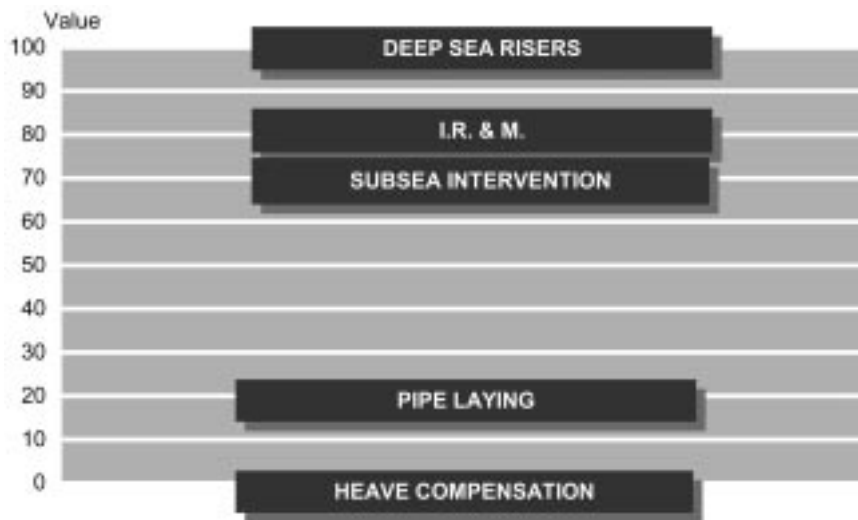 Value
100
DEEP SEA RISERS
90
80
I.R. & M.
70
SUBSEA INTERVENTION
60
50
40
30
20
PIPE LAYING
10
0
HEAVE COMPENSATION